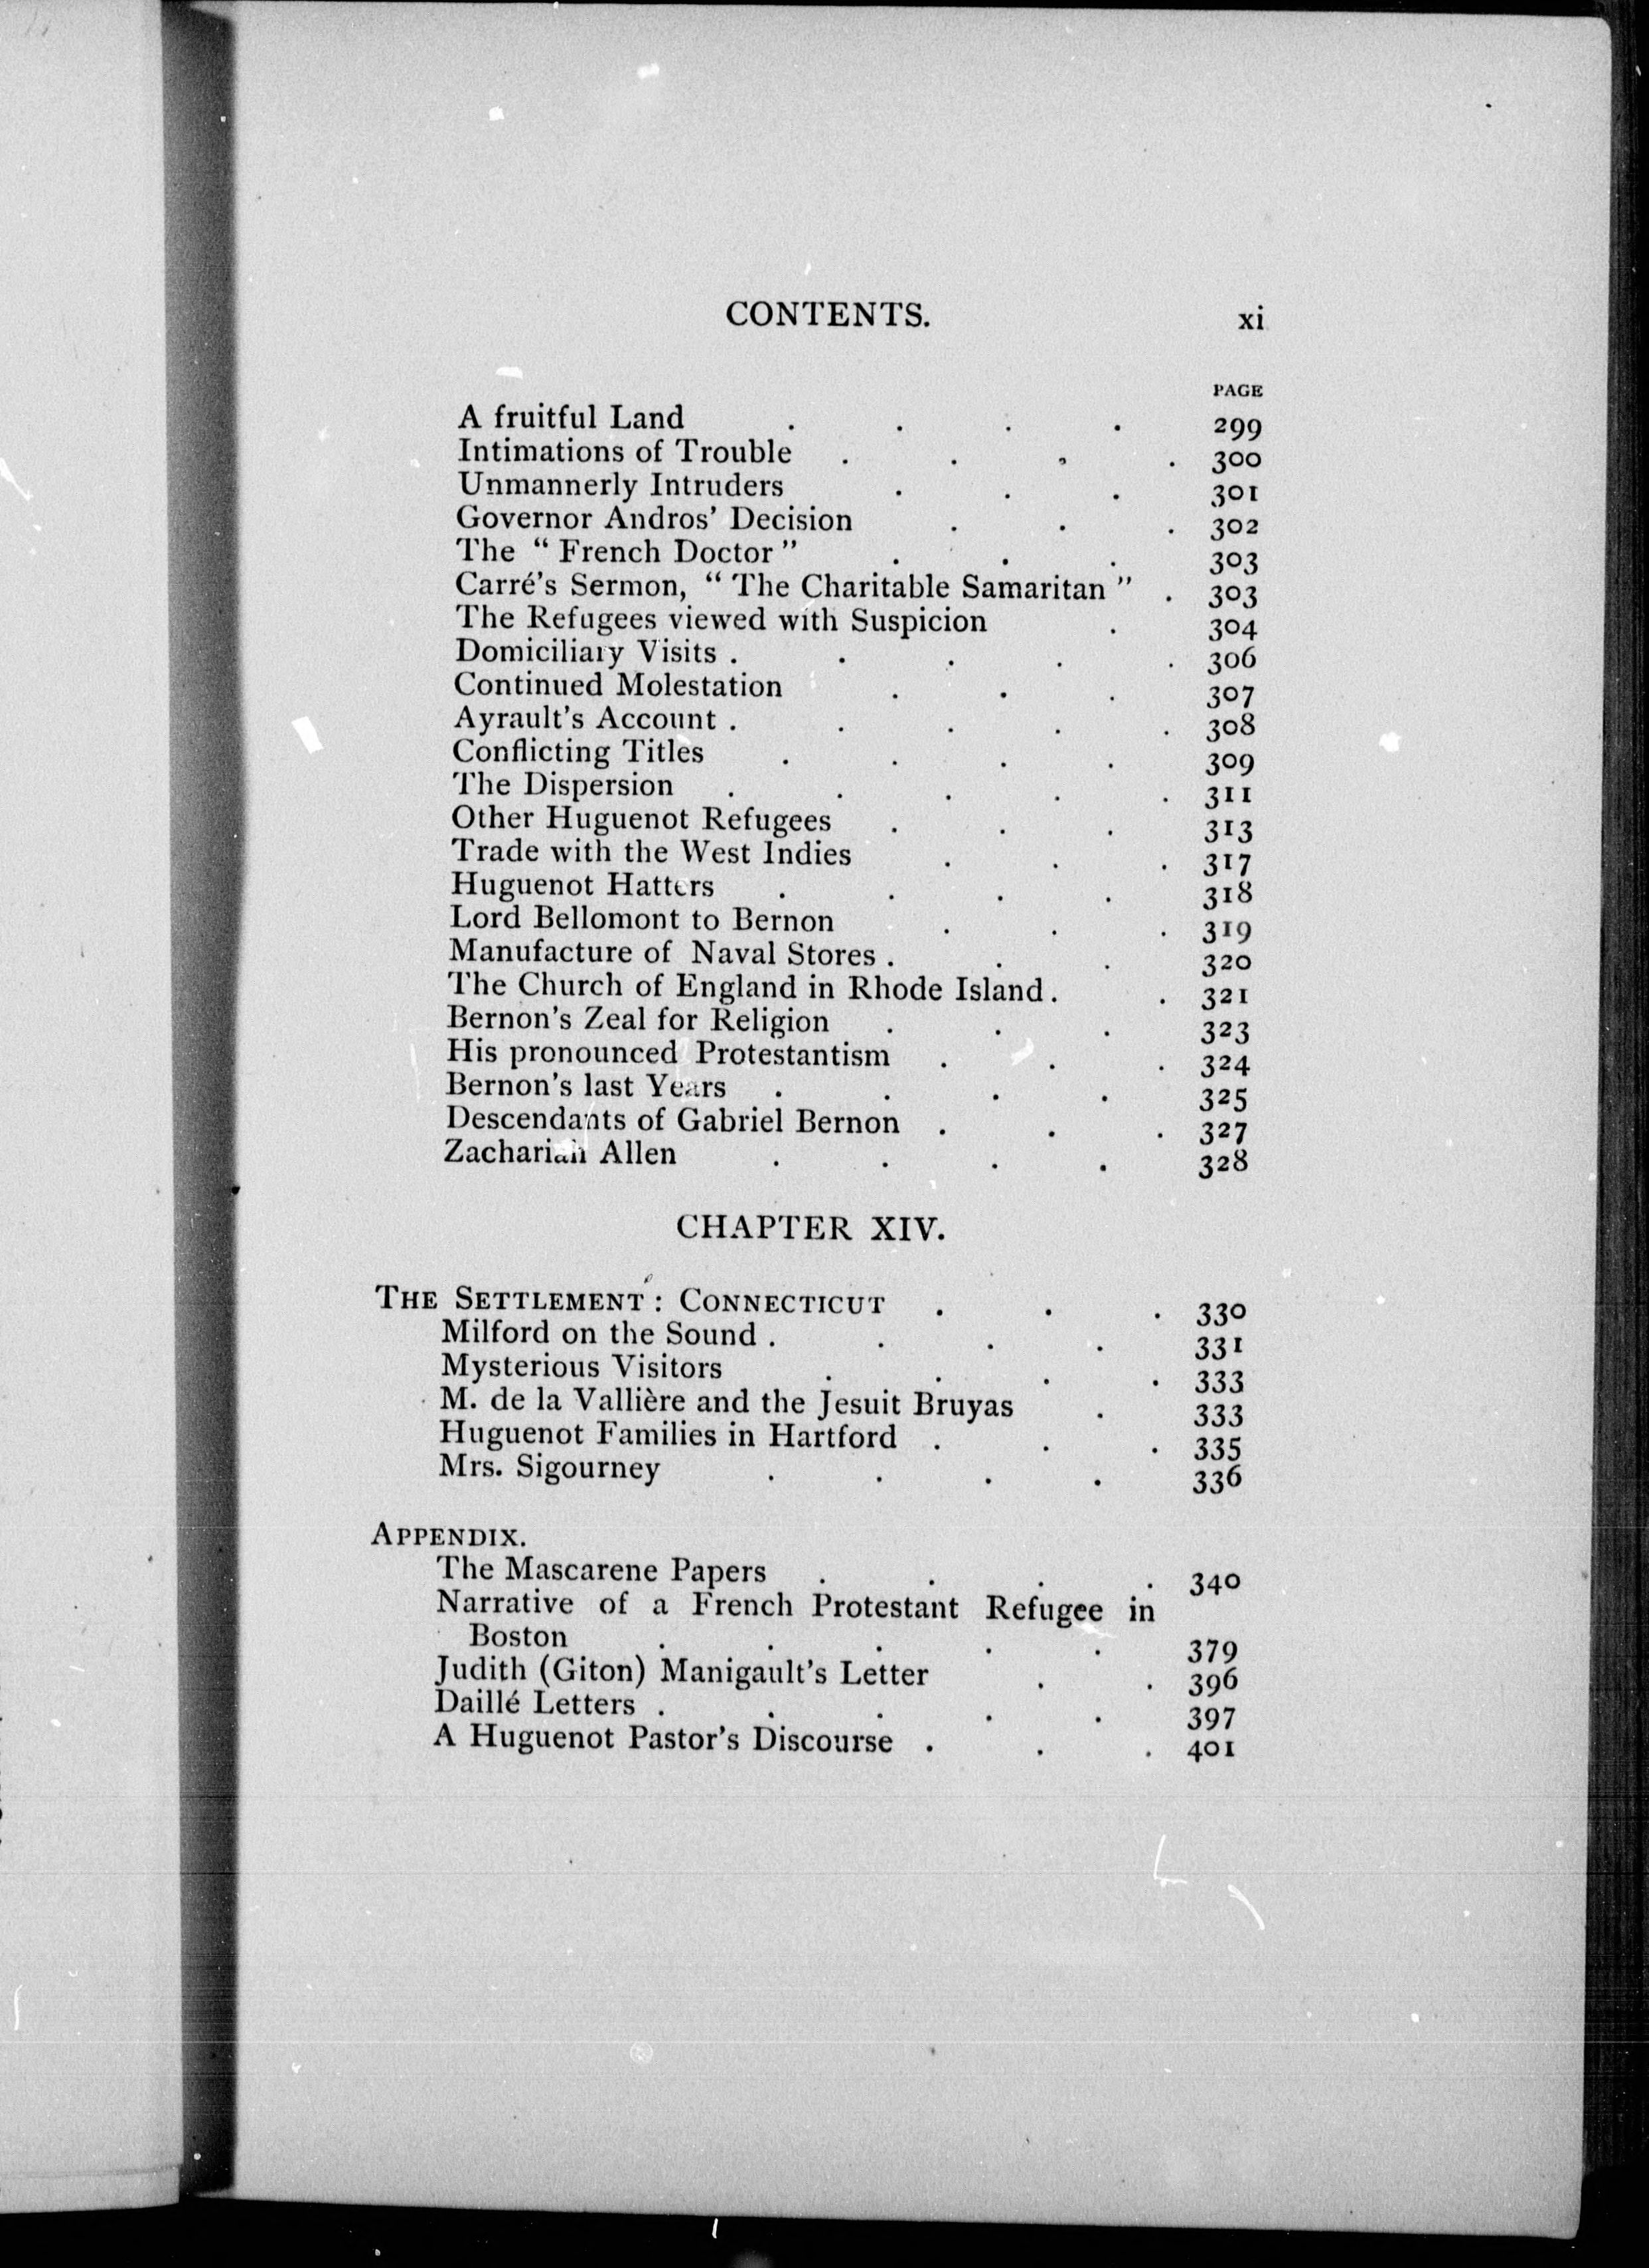 CONTENTS. xi
PAGE
A fruitful Land . . . . 299
Intimations of Trouble . . . . 300
Unmannerly Intruders . . . 301
Governor Andros' Decision . . . 302
The “ French Doctor ” . . . 303
Carré's Sermon, “ The Charitable Samaritan ” . 303
The Refugees viewed with Suspicion . 304
Domiciliary Visits . . . . . 306
Continued Molestation . . . 307
Ayrault's Account . . . . . 308
Conflicting Titles . . . . 309
The Dispersion . . . . . 311
Other Huguenot Refugees . . . 313
Trade with the West Indies . . . 317
Huguenot Hatters . . . . 318
Lord Bellomont to Bernon . . . 319
Manufacture of Naval Stores . . . 320
The Church of England in Rhode Island . . 321
Bernon's Zeal for Religion . . . 323
His pronounced Protestantism . . . 324
Bernon's last Years . . . . 325
Descendants of Gabriel Bernon . . . 327
Zachariah Allen . . . . 328
CHAPTER XIV.
THE SETTLEMENT : CONNECTICUT . . . 330
Milford on the Sound . . . . 331
Mysterious Visitors . . . . 333
M. de la Vallière and the Jesuit Bruyas . 333
Huguenot Families in Hartford . . . 335
Mrs. Sigourney . . . . 336
APPENDIX.
The Mascarene Papers . . . . 340
Narrative of a French Protestant Refugee in
Boston . . . . . 379
Judith (Giton) Manigault's Letter . . 396
Daillé Letters . . . . . 397
A Huguenot Pastor's Discourse . . . 401